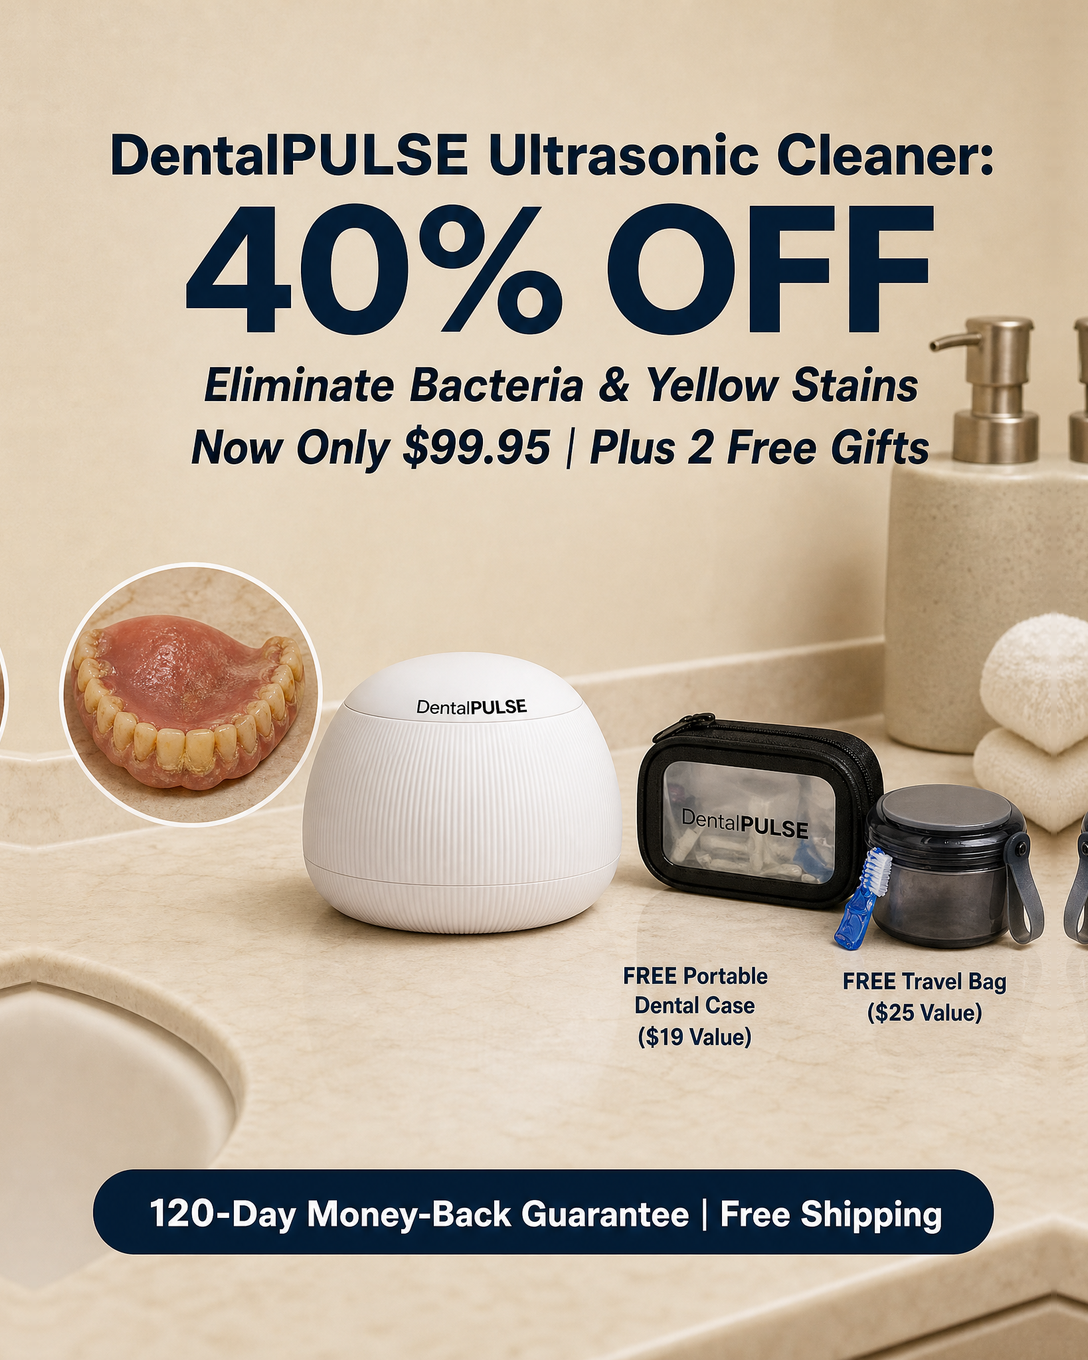 DentalPULSE Ultrasonic Cleaner:
40% OFF
Eliminate Bacteria & Yellow Stains
Now Only $99.95 | Plus 2 Free Gifts
DentalPULSE
DentalPULSE
FREE Portable
Dental Case
($19 Value)
FREE Travel Bag
($25 Value)
120-Day Money-Back Guarantee | Free Shipping